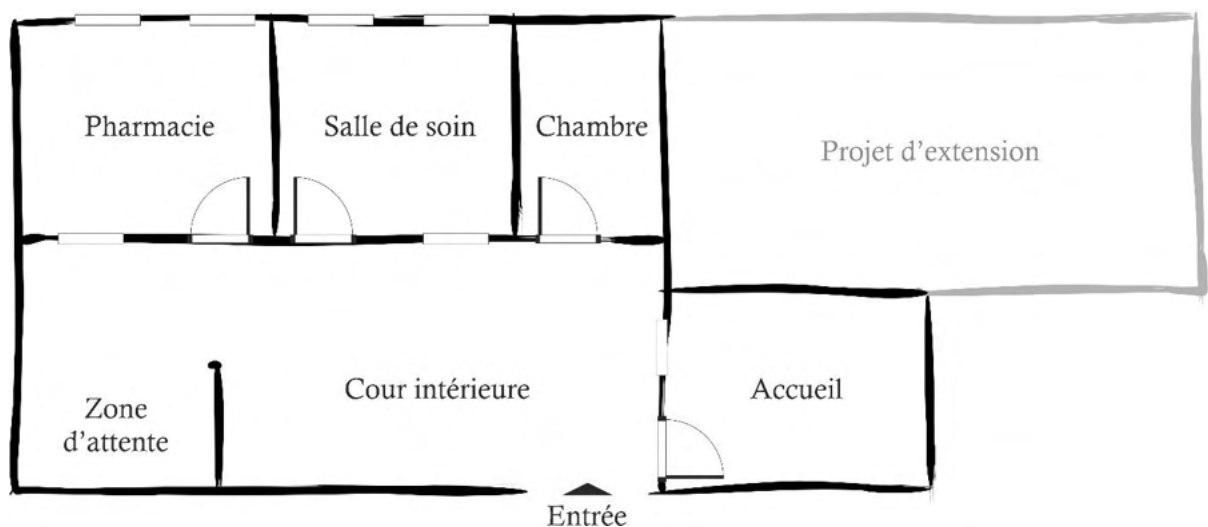 Pharmacie
Salle de soin
Chambre
Projet d'extension
Zone
d'attente
Cour intérieure
Accueil
Entrée